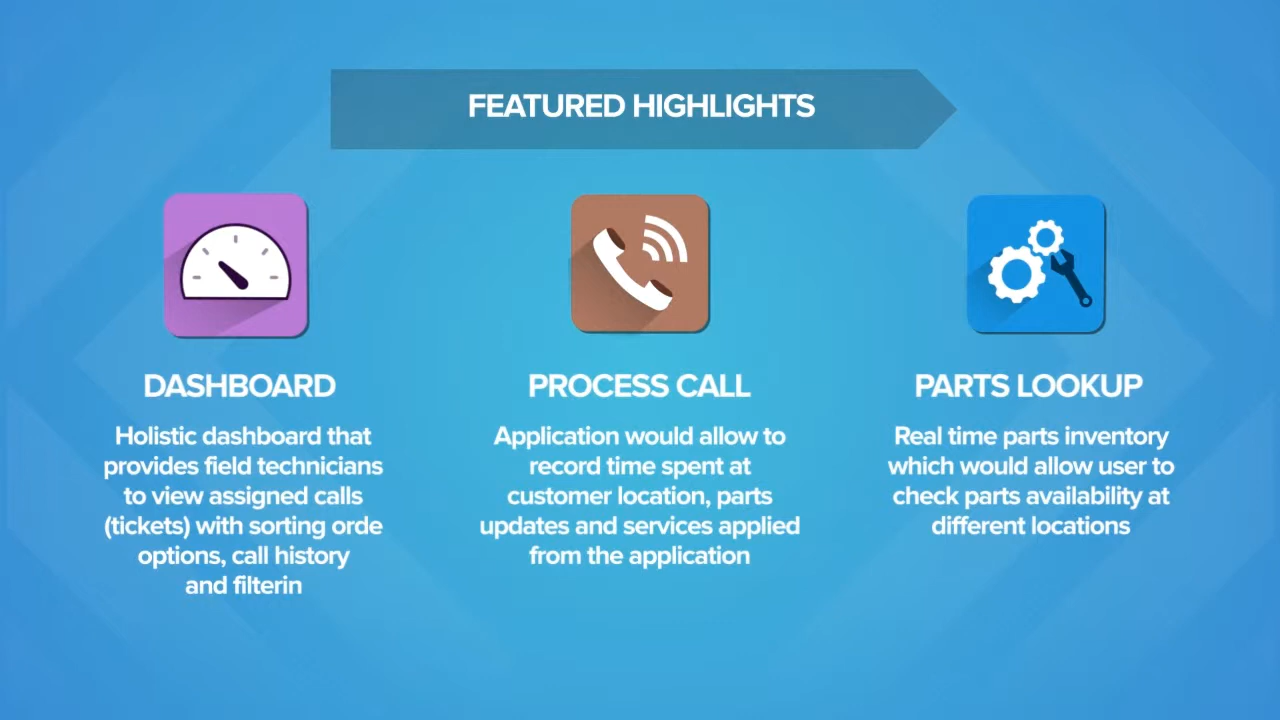 FEATURED HIGHLIGHTS
DASHBOARD
Holistic dashboard that
provides field technicians
to view assigned calls
(tickets) with sorting orde
options, call history
and filterin
PROCESS CALL
Application would allow to
record time spent at
customer location, parts
updates and services applied
from the application
PARTS LOOKUP
Real time parts inventory
which would allow user to
check parts availability at
different locations